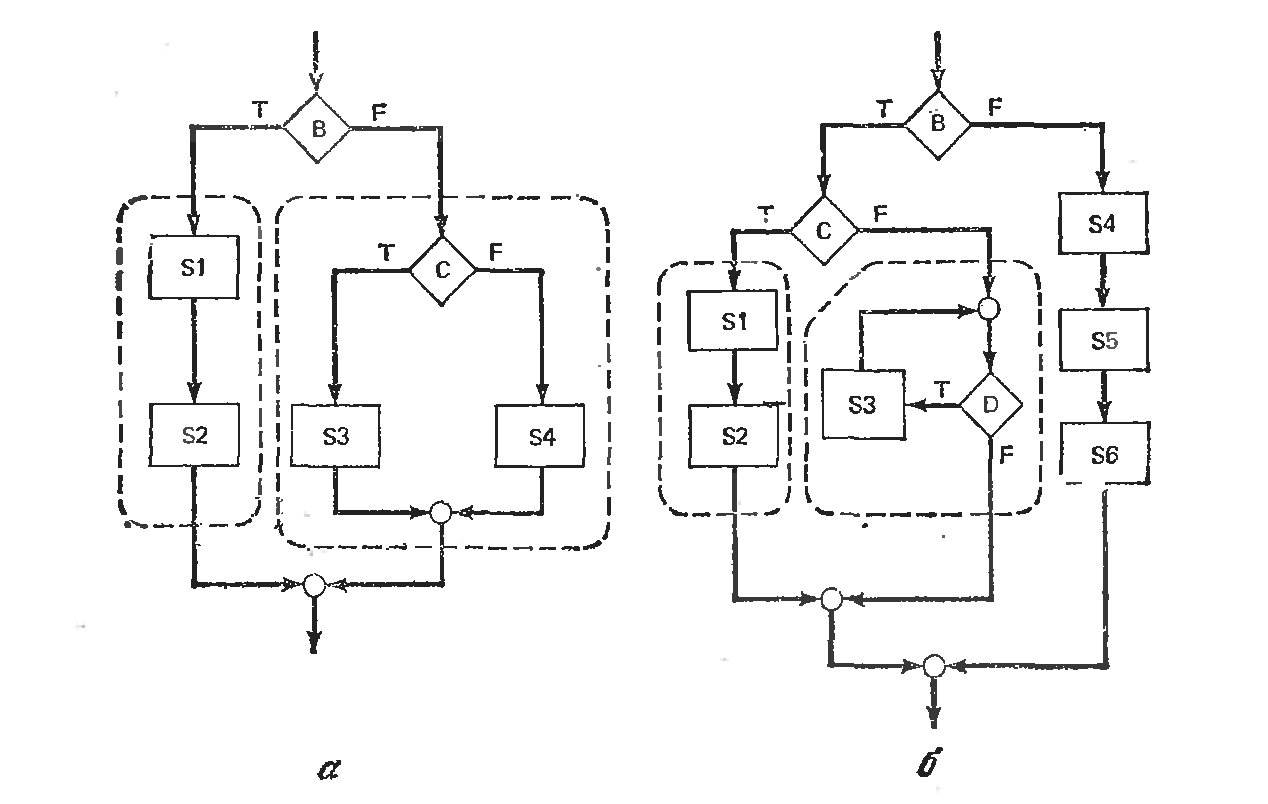 T B F
S1
T C F
S2 S3 S4
а
T B F
T C F
S4
S1
S5
S3 T D
S2
F
S6
б